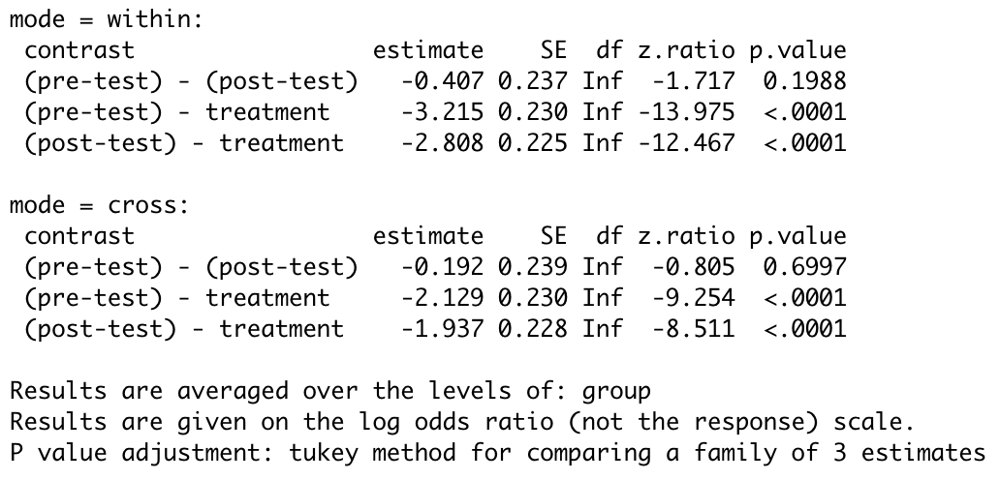 mode = within:
 contrast                 estimate    SE  df z.ratio p.value
 (pre-test) - (post-test)   -0.407 0.237 Inf  -1.717  0.1988
 (pre-test) - treatment     -3.215 0.230 Inf -13.975  <.0001
 (post-test) - treatment    -2.808 0.225 Inf -12.467  <.0001

mode = cross:
 contrast                 estimate    SE  df z.ratio p.value
 (pre-test) - (post-test)   -0.192 0.239 Inf  -0.805  0.6997
 (pre-test) - treatment     -2.129 0.230 Inf  -9.254  <.0001
 (post-test) - treatment    -1.937 0.228 Inf  -8.511  <.0001

Results are averaged over the levels of: group
Results are given on the log odds ratio (not the response) scale.
P value adjustment: tukey method for comparing a family of 3 estimates